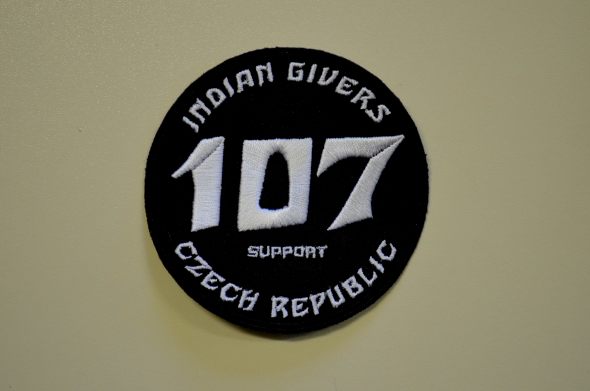 INDIAN GIVERS
107
SUPPORT
CZECH REPUBLIC